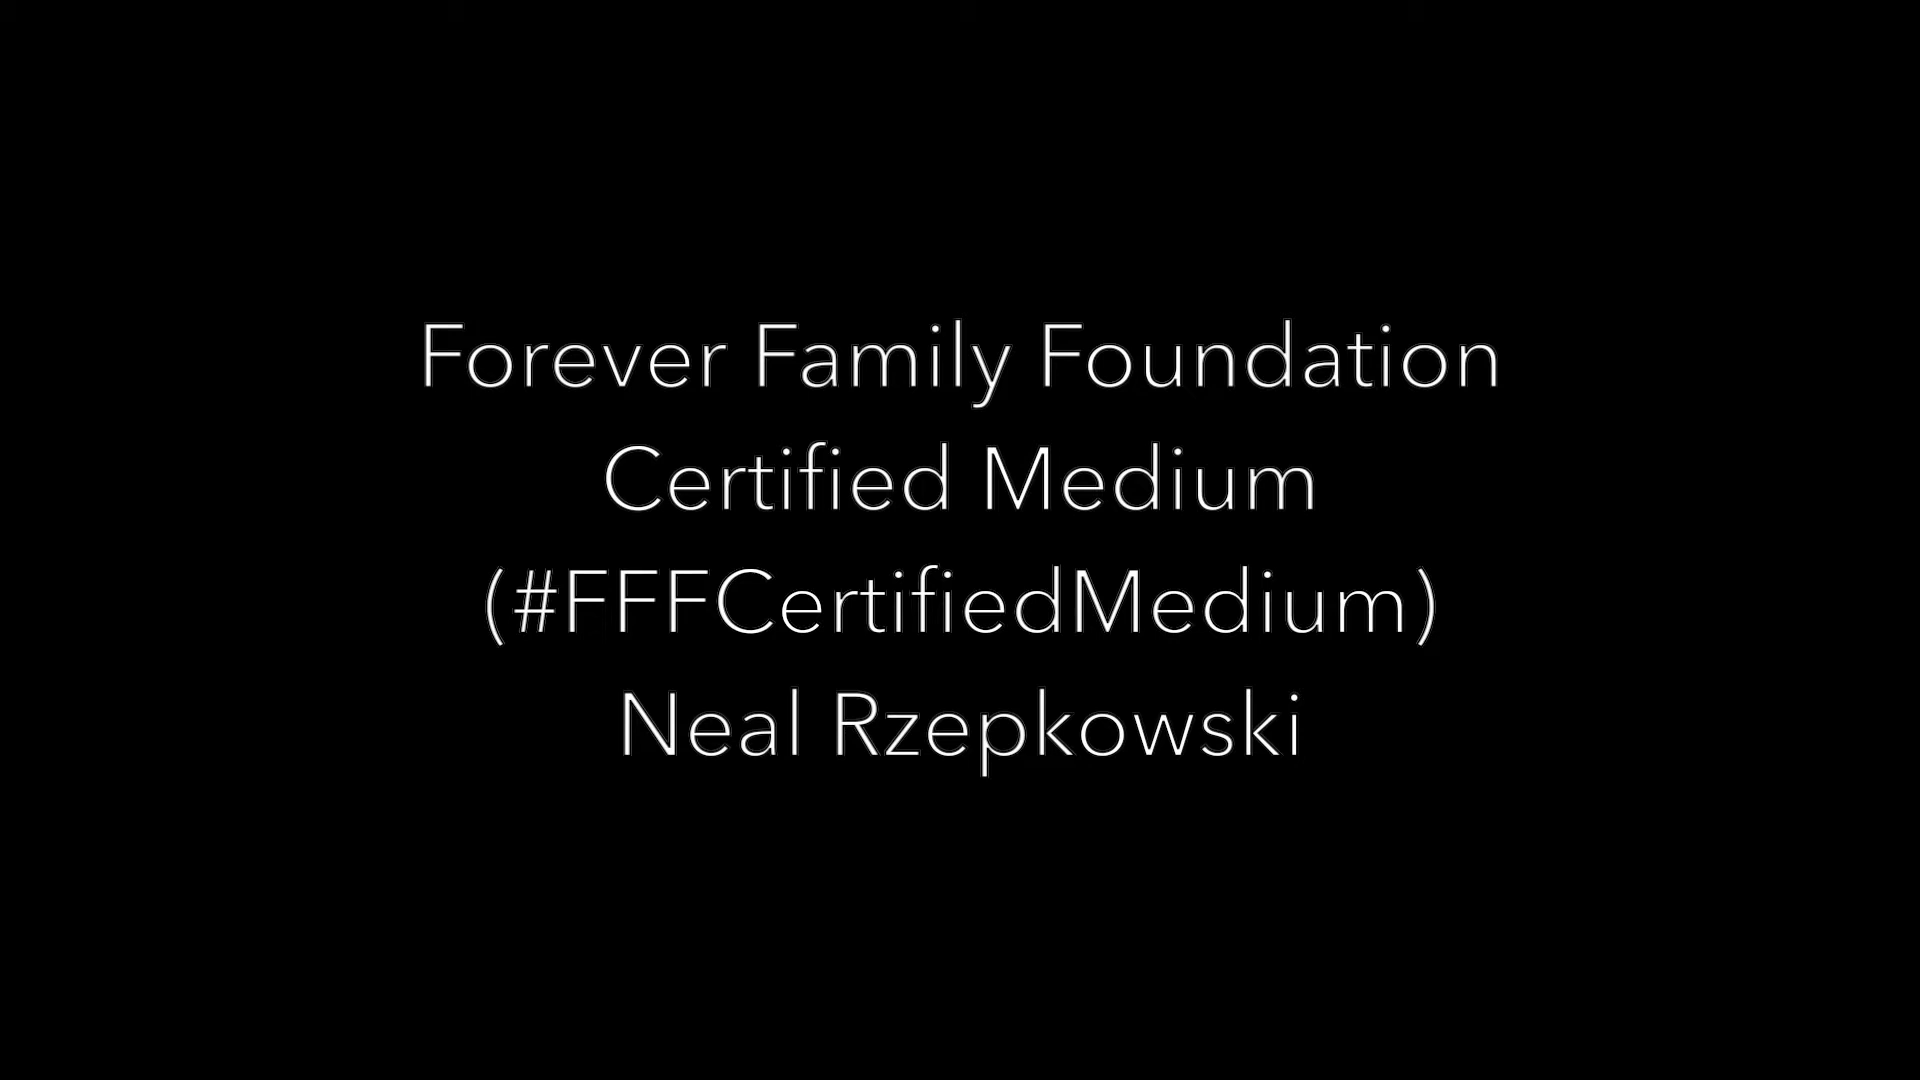 Forever Family Foundation
Certified Medium
(#FFFCertifiedMedium)
Neal Rzepkowski